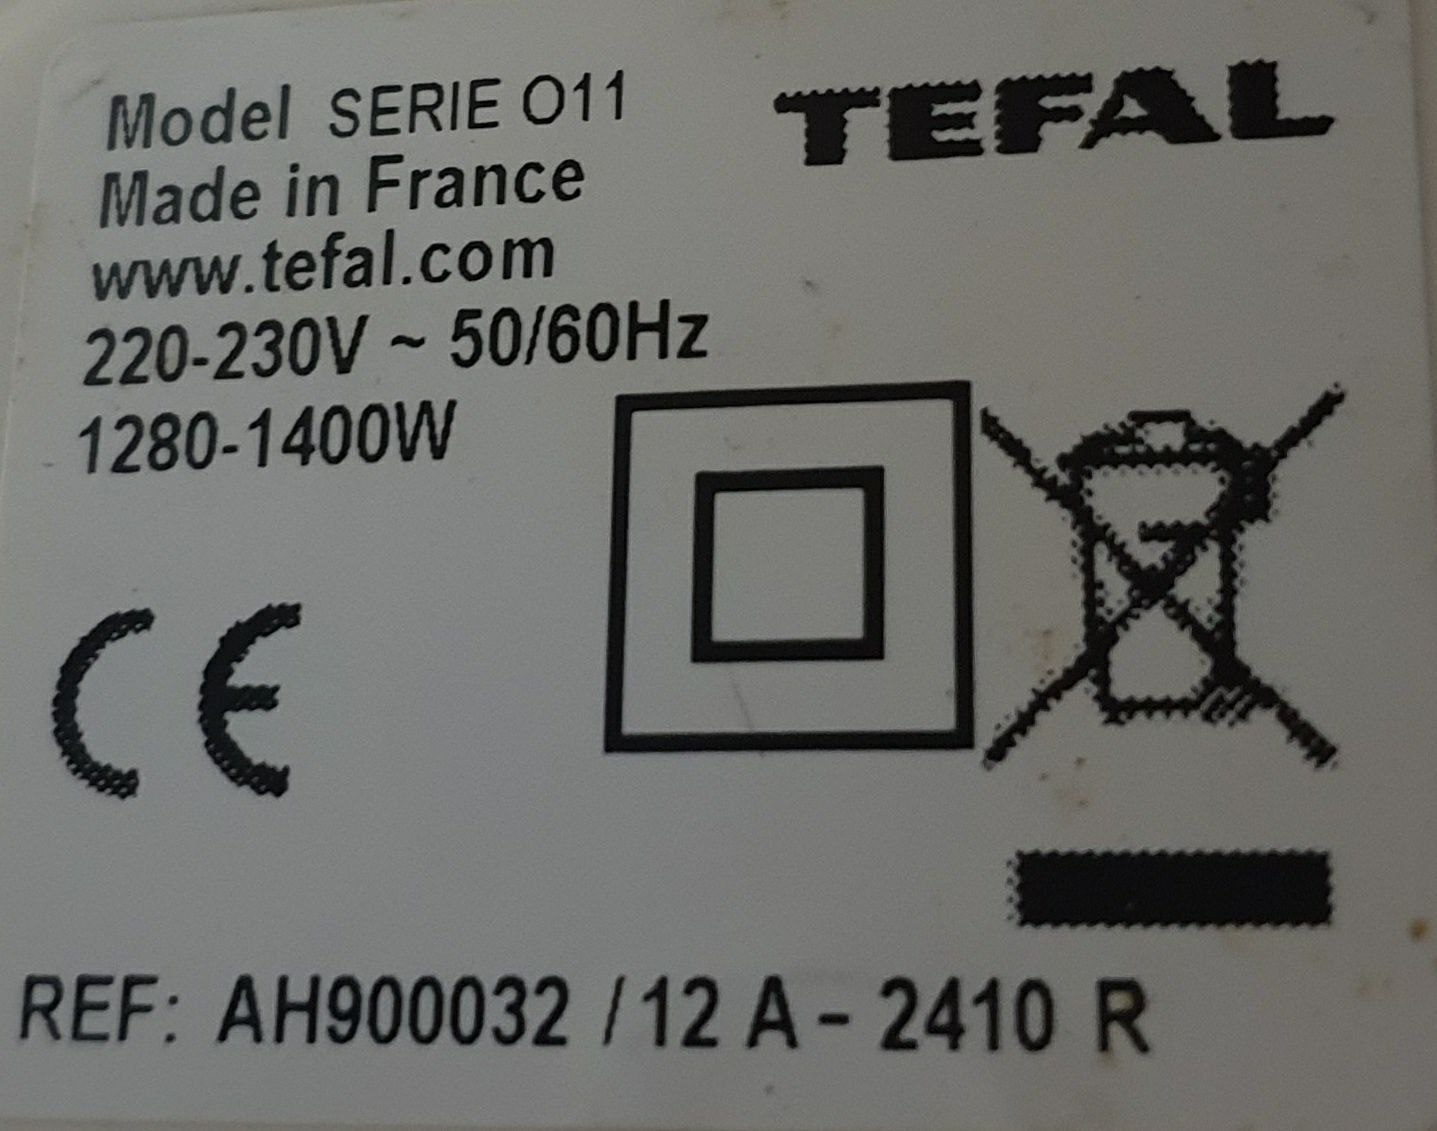 Model SERIE O11
TEFAL
Made in France
www.tefal.com
220-230V ~ 50/60Hz
1280-1400W
CE
REF: AH900032 / 12 A - 2410 R